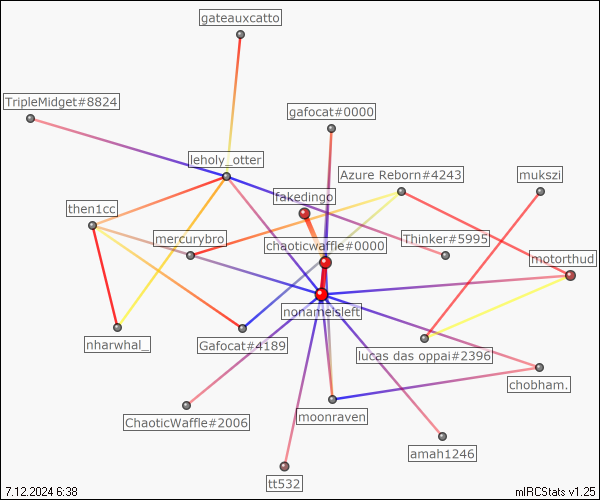 gateauxcatto
TripleMidget#8824
gafocat#0000
leholy_otter
Azure Reborn#4243
mukszi
fakedingo
then1cc
mercurybro
Thinker#5995
chaoticwaffle#0000
motorthud
nonameisleft
nharwhal_
Gafocat#4189
lucas das oppai#2396
chobham.
ChaoticWaffle#2006
moonraven
amah1246
tt532
7.12.2024 6:38
mIRCStats v1.25